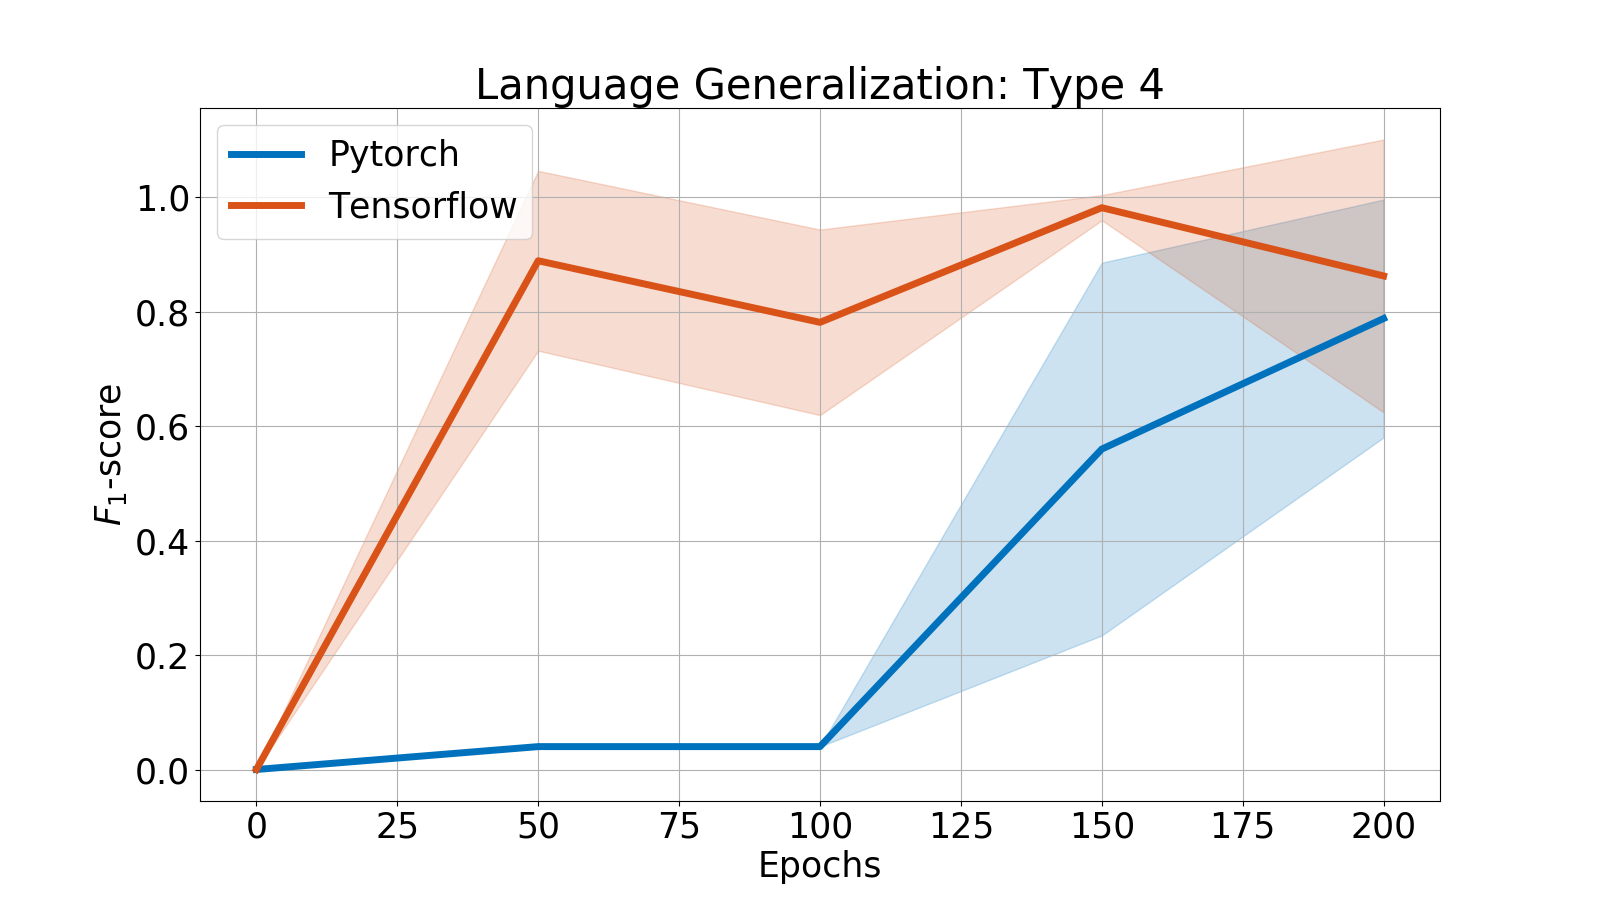 Language Generalization: Type 4
Pytorch
Tensorflow
1.0
0.8
0.6
0.4
0.2
0.0
F1-score
0 25 50 75 100 125 150 175 200
Epochs